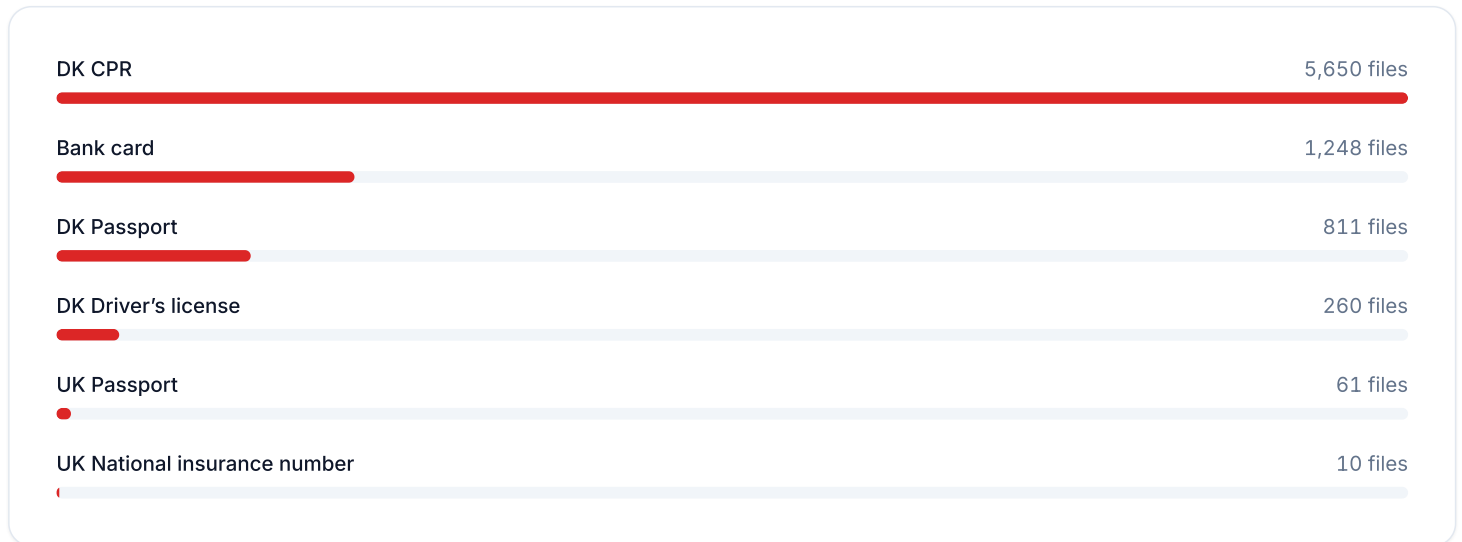 DK CPR 5,650 files
Bank card 1,248 files
DK Passport 811 files
DK Driver’s license 260 files
UK Passport 61 files
UK National insurance number 10 files